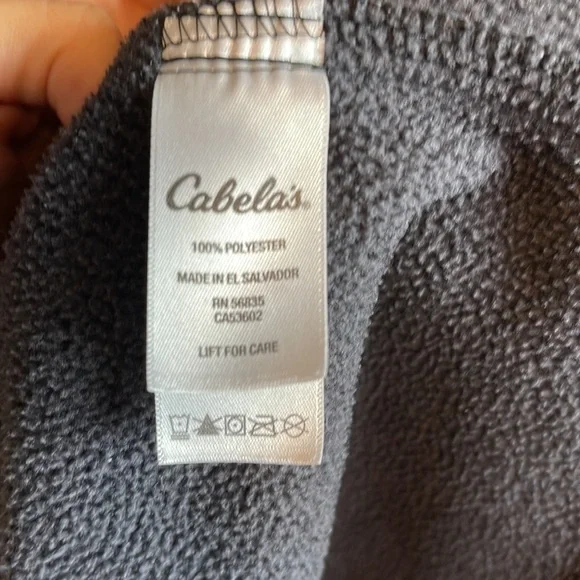 Cabela's
100% POLYESTER
MADE IN EL SALVADOR
RN 56835
CA53602
LIFT FOR CARE